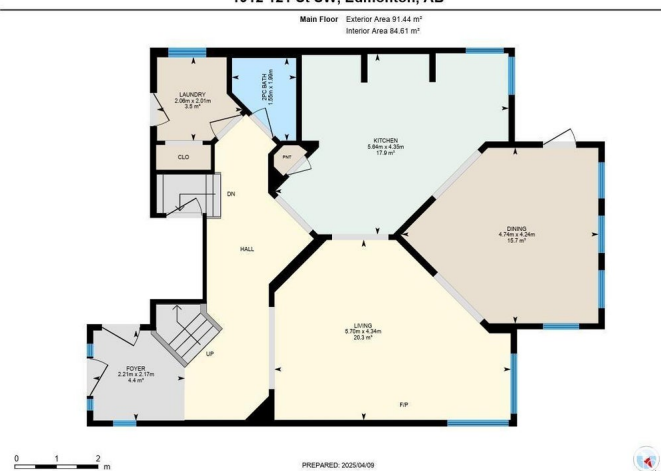 Main Floor Exterior Area 91.44 m²
Interior Area 84.61 m²
LAUNDRY
2.06m x 2.01m
3.5 m²
2PC BATH
1.55m x 1.99m
KITCHEN
5.64m x 4.35m
17.9 m²
CLO
PNT
DN
HALL
DINING
4.74m x 4.24m
15.7 m²
LIVING
5.70m x 4.34m
20.3 m²
FOYER
2.21m x 2.17m
4.4 m²
UP
F/P
0 1 2
m
PREPARED: 2025/04/09